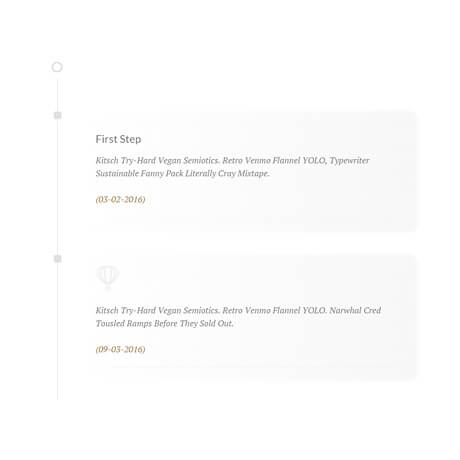 First Step
Kitsch Try-Hard Vegan Semiotics. Retro Venmo Flannel YOLO, Typewriter
Sustainable Fanny Pack Literally Cray Mixtape.
(03-02-2016)
Kitsch Try-Hard Vegan Semiotics. Retro Venmo Flannel YOLO. Narwhal Cred
Tousled Ramps Before They Sold Out.
(09-03-2016)